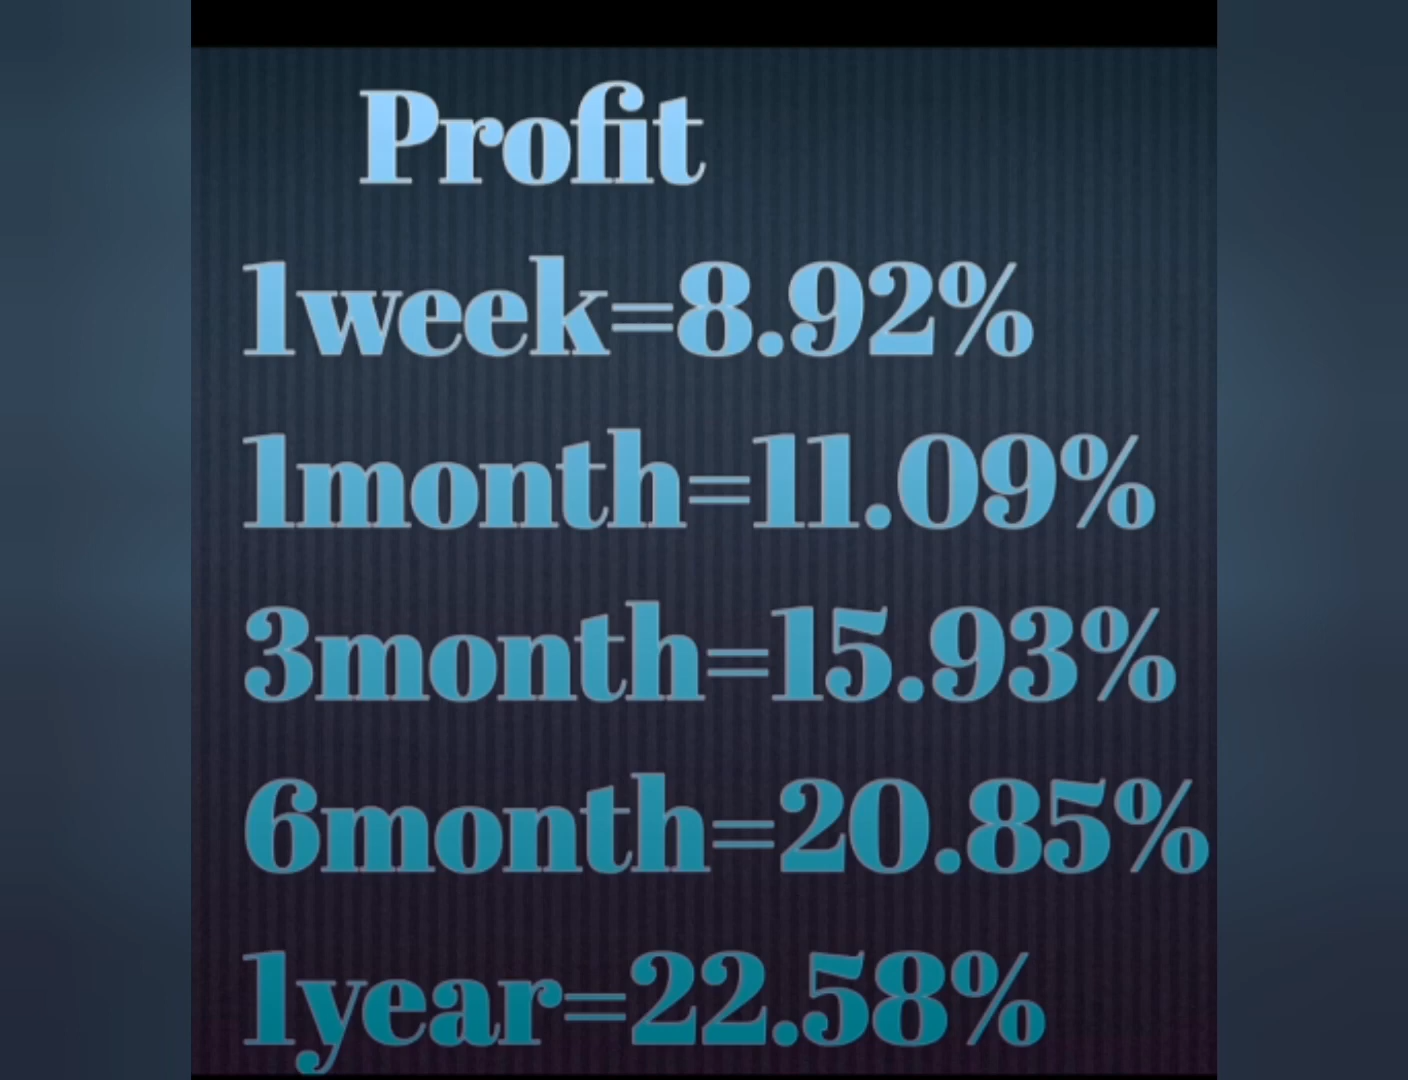 Profit
1week=8.92%
1month=11.09%
3month=15.93%
6month=20.85%
1year=22.58%